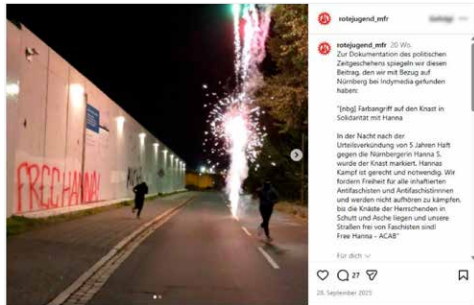 FREE HANNA!
rotejugend_mfr
rotejugend_mfr 20 Wo.
Zur Dokumentation des politischen
Zeitgeschehens spiegeln wir diesen
Beitrag, den wir mit Bezug auf
Nürnberg bei Indymedia gefunden
haben:
"[nbg] Farbangriff auf den Knast in
Solidarität mit Hanna
In der Nacht nach der
Urteilsverkündung von 5 Jahren Haft
gegen die Nürnbergerin Hanna S.
wurde der Knast markiert. Hannas
Kampf ist gerecht und notwendig. Wir
fordern Freiheit für alle inhaftierten
Antifaschisten und Antifaschistinnen
und werden nicht aufhören zu kämpfen,
bis die Knäste der Herrschenden in
Schutt und Asche liegen und unsere
Straßen frei von Faschisten sind!
Free Hanna - ACAB"
Für dich
27
28. September 2025